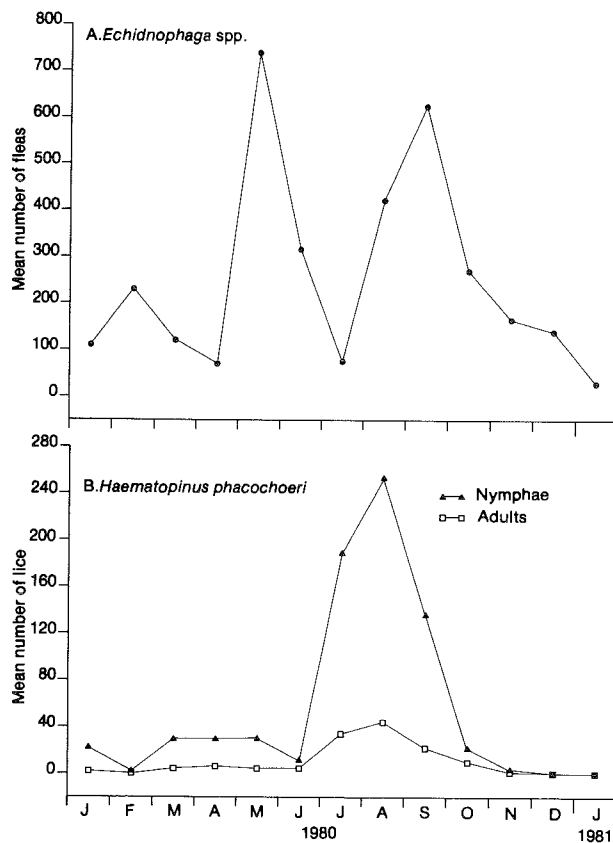 A. Echidnophaga spp.
Mean number of fleas
800
700
600
500
400
300
200
100
0
B. Haematopinus phacochoeri
Nymphae
Adults
Mean number of lice
280
240
200
160
120
80
40
0
J F M A M J J A S O N D J
1980 1981